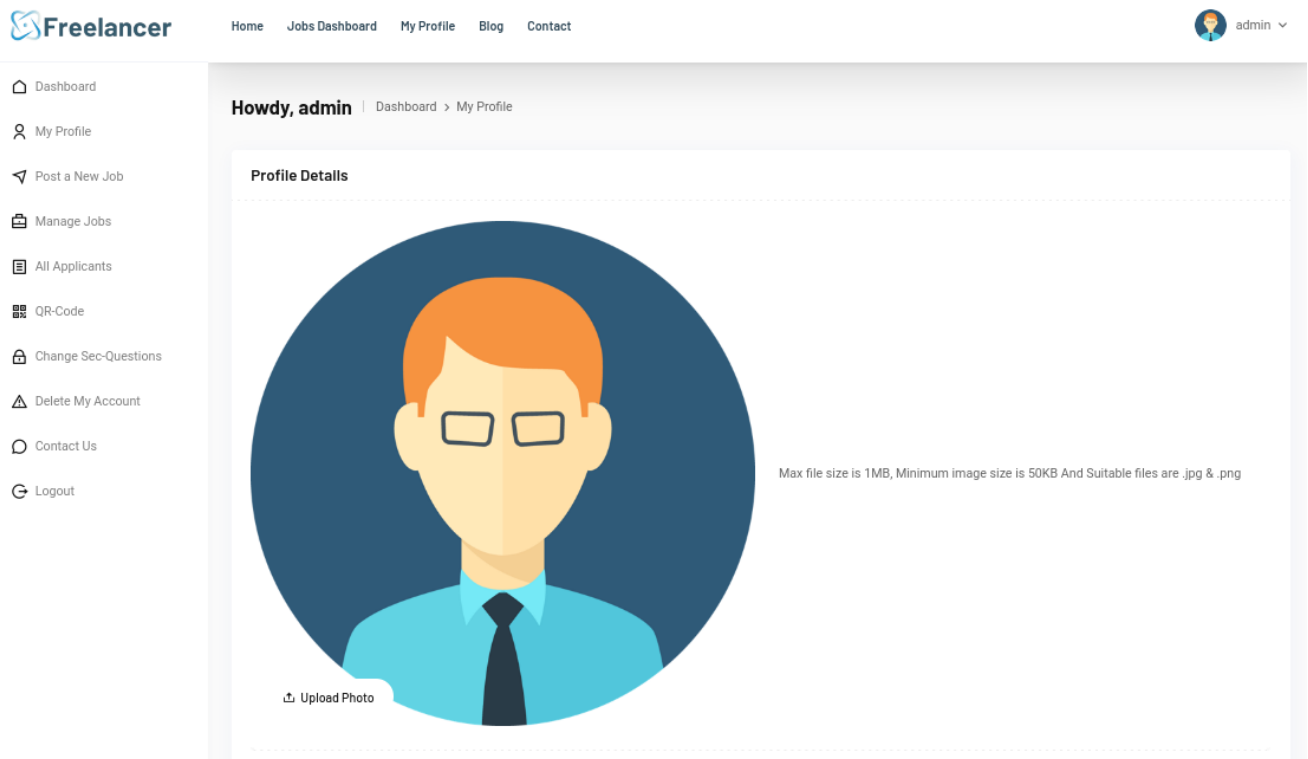 Freelancer
Home Jobs Dashboard My Profile Blog Contact
admin
Dashboard
My Profile
Post a New Job
Manage Jobs
All Applicants
QR-Code
Change Sec-Questions
Delete My Account
Contact Us
Logout
Howdy, admin
Dashboard > My Profile
Profile Details
Max file size is 1MB, Minimum image size is 50KB And Suitable files are .jpg & .png
Upload Photo